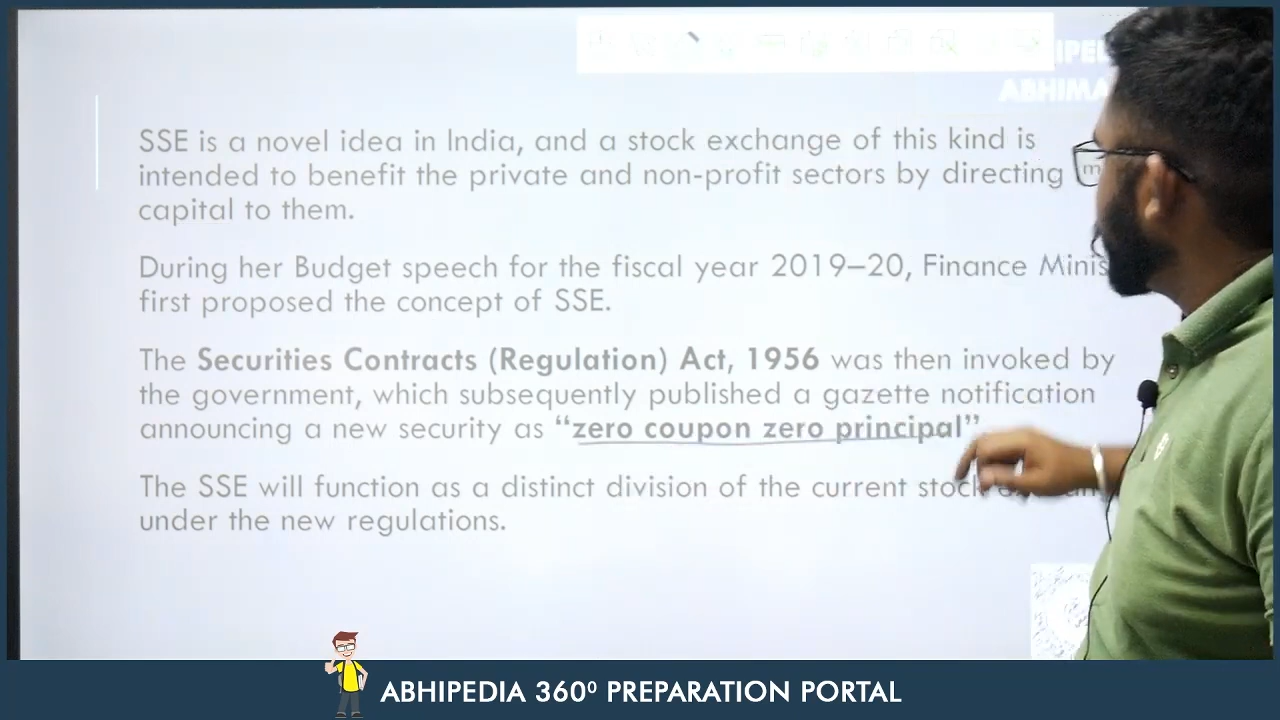 IPE
ABHIMA
SSE is a novel idea in India, and a stock exchange of this kind is
intended to benefit the private and non-profit sectors by directing m
capital to them.
During her Budget speech for the fiscal year 2019–20, Finance Minis
first proposed the concept of SSE.
The Securities Contracts (Regulation) Act, 1956 was then invoked by
the government, which subsequently published a gazette notification
announcing a new security as “zero coupon zero principal”
The SSE will function as a distinct division of the current stock
under the new regulations.
ABHIPEDIA 360⁰ PREPARATION PORTAL